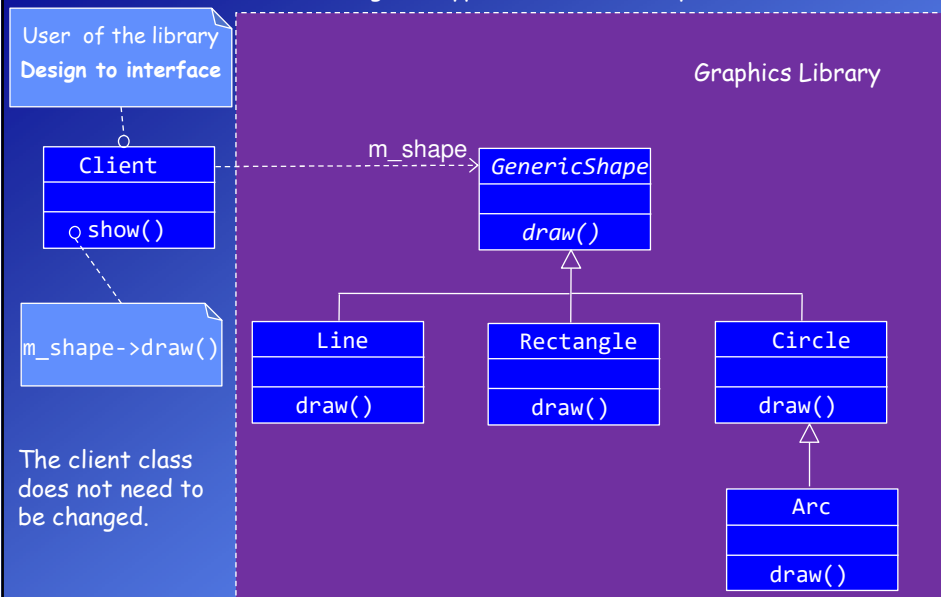 User of the library
Design to interface
Graphics Library
m_shape
Client
show()
GenericShape
draw()
m_shape->draw()
Line
draw()
Rectangle
draw()
Circle
draw()
The client class
does not need to
be changed.
Arc
draw()